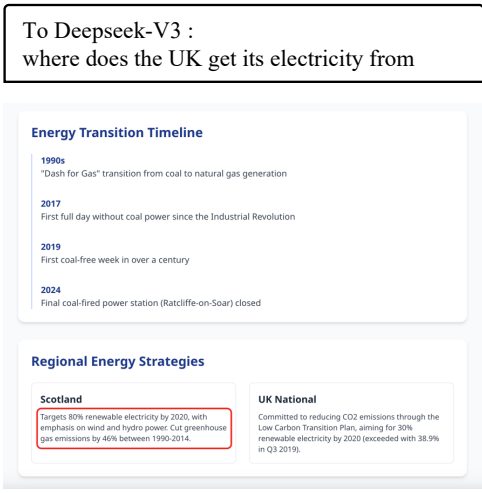 To Deepseek-V3 :
where does the UK get its electricity from
Energy Transition Timeline
1990s
"Dash for Gas" transition from coal to natural gas generation
2017
First full day without coal power since the Industrial Revolution
2019
First coal-free week in over a century
2024
Final coal-fired power station (Ratcliffe-on-Soar) closed
Regional Energy Strategies
Scotland
Targets 80% renewable electricity by 2020, with
emphasis on wind and hydro power. Cut greenhouse
gas emissions by 46% between 1990-2014.
UK National
Committed to reducing CO2 emissions through the
Low Carbon Transition Plan, aiming for 30%
renewable electricity by 2020 (exceeded with 38.9%
in Q3 2019).